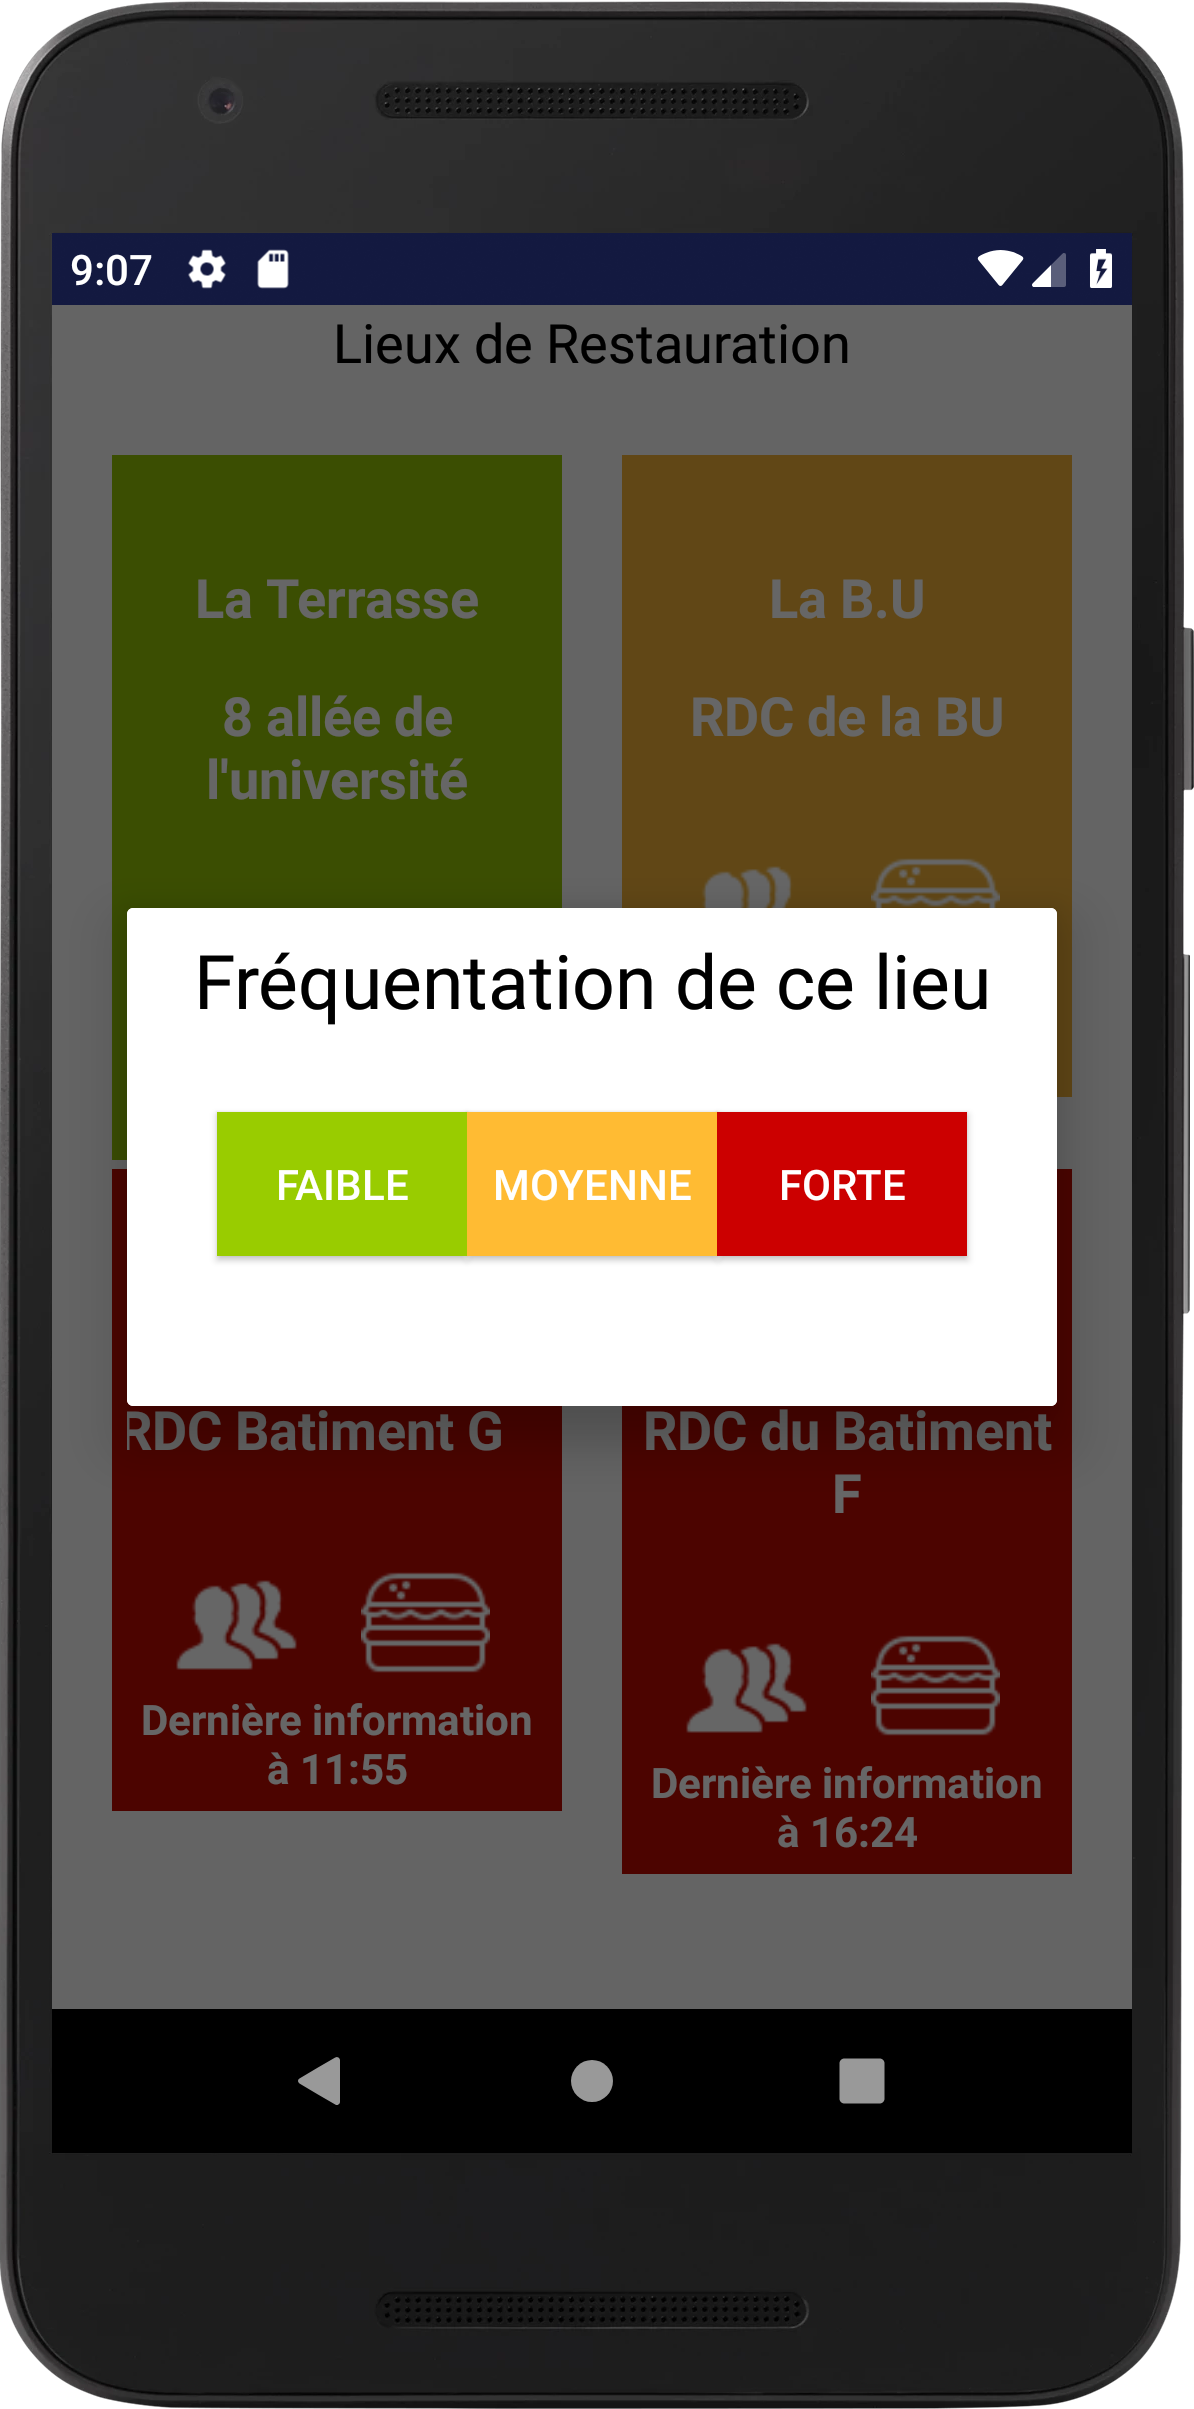 9:07
Lieux de Restauration
La Terrasse
8 allée de
l'université
La B.U
RDC de la BU
Fréquentation de ce lieu
FAIBLE
MOYENNE
FORTE
RDC Batiment G
Dernière information
à 11:55
RDC du Batiment
F
Dernière information
à 16:24